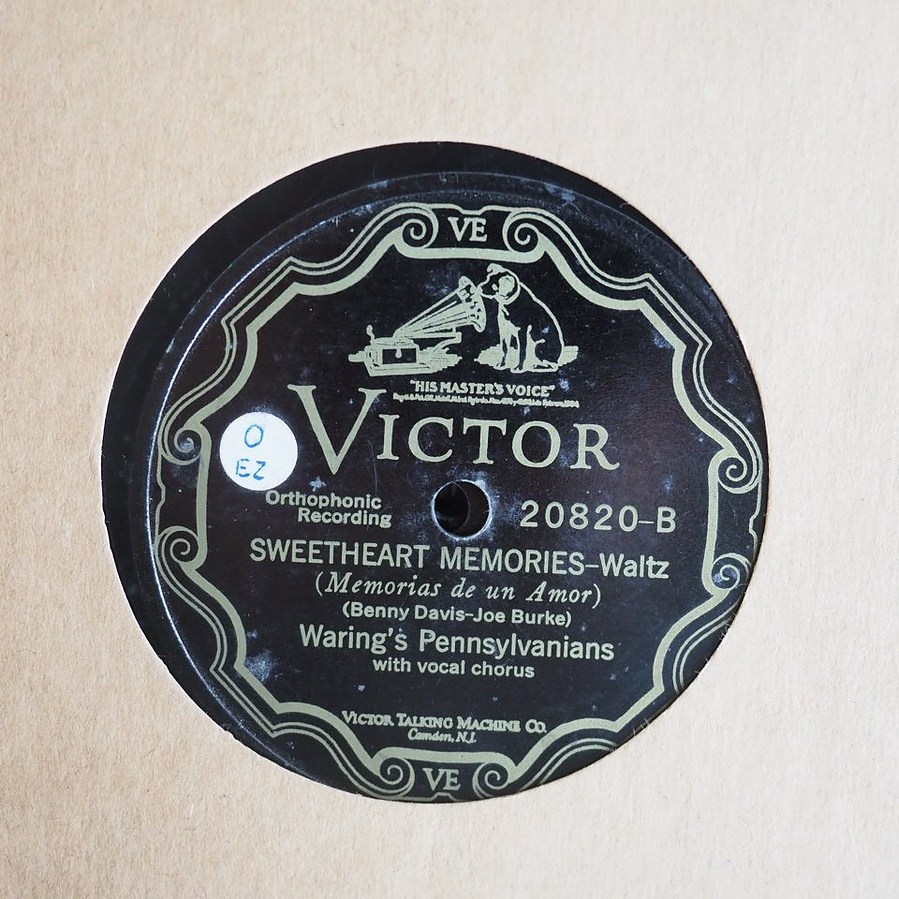 VE
"HIS MASTER'S VOICE"
VICTOR
O
EZ
Orthophonic
Recording
20820-B
SWEETHEART MEMORIES-Waltz
(Memorias de un Amor)
(Benny Davis-Joe Burke)
Waring's Pennsylvanians
with vocal chorus
VICTOR TALKING MACHINE CO.
Camden, N.J.
VE